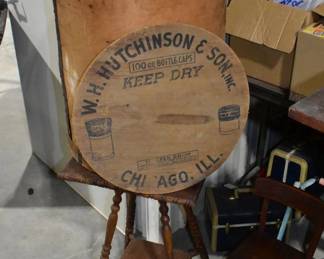 W. H. HUTCHINSON & SON, INC.
100 GR. BOTTLE CAPS
KEEP DRY
CHICAGO. ILL.